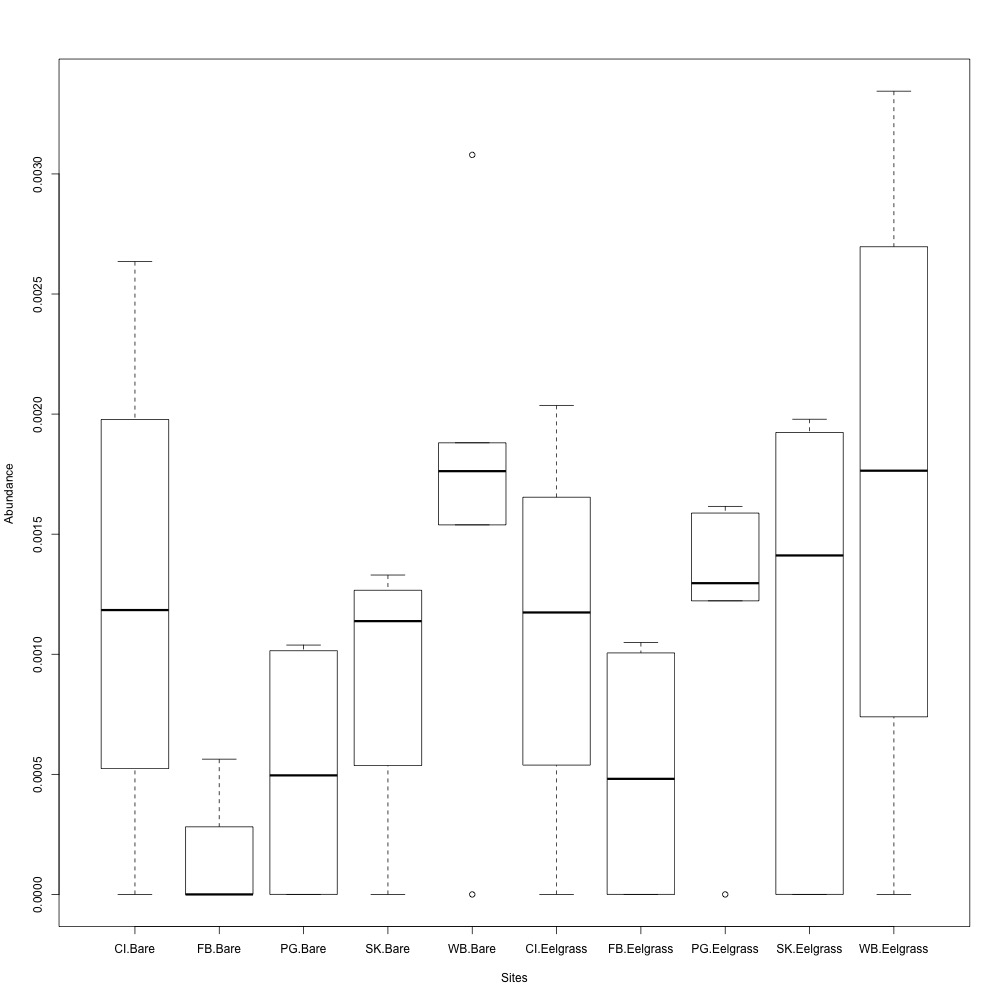 Abundance
0.0030
0.0025
0.0020
0.0015
0.0010
0.0005
0.0000
CI.Bare FB.Bare PG.Bare SK.Bare WB.Bare CI.Eelgrass FB.Eelgrass PG.Eelgrass SK.Eelgrass WB.Eelgrass
Sites